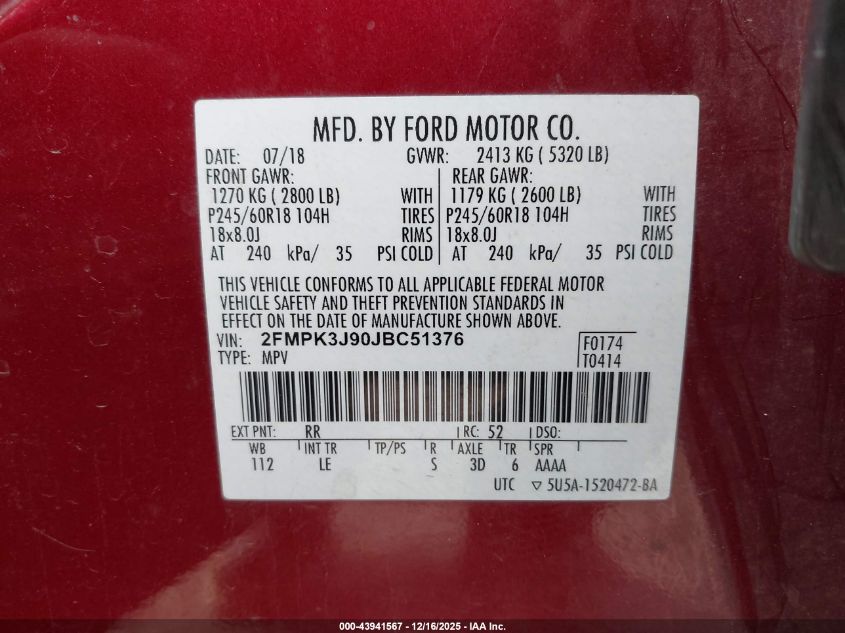 MFD. BY FORD MOTOR CO.
DATE: 07/18 GVWR: 2413 KG ( 5320 LB)
FRONT GAWR: REAR GAWR:
1270 KG ( 2800 LB) WITH 1179 KG ( 2600 LB) WITH
P245/60R18 104H TIRES P245/60R18 104H TIRES
18x8.0J RIMS 18x8.0J RIMS
AT 240 kPa/ 35 PSI COLD AT 240 kPa/ 35 PSI COLD
THIS VEHICLE CONFORMS TO ALL APPLICABLE FEDERAL MOTOR
VEHICLE SAFETY AND THEFT PREVENTION STANDARDS IN
EFFECT ON THE DATE OF MANUFACTURE SHOWN ABOVE.
VIN: 2FMPK3J90JBC51376 F0174
TYPE: MPV T0414
EXT PNT: RR RC: 52 DSO:
WB INT TR TP/PS R AXLE TR SPR
112 LE S 3D 6 AAAA
UTC ▽ 5U5A-1520472-BA
000-43941567 - 12/16/2025 - IAA Inc.